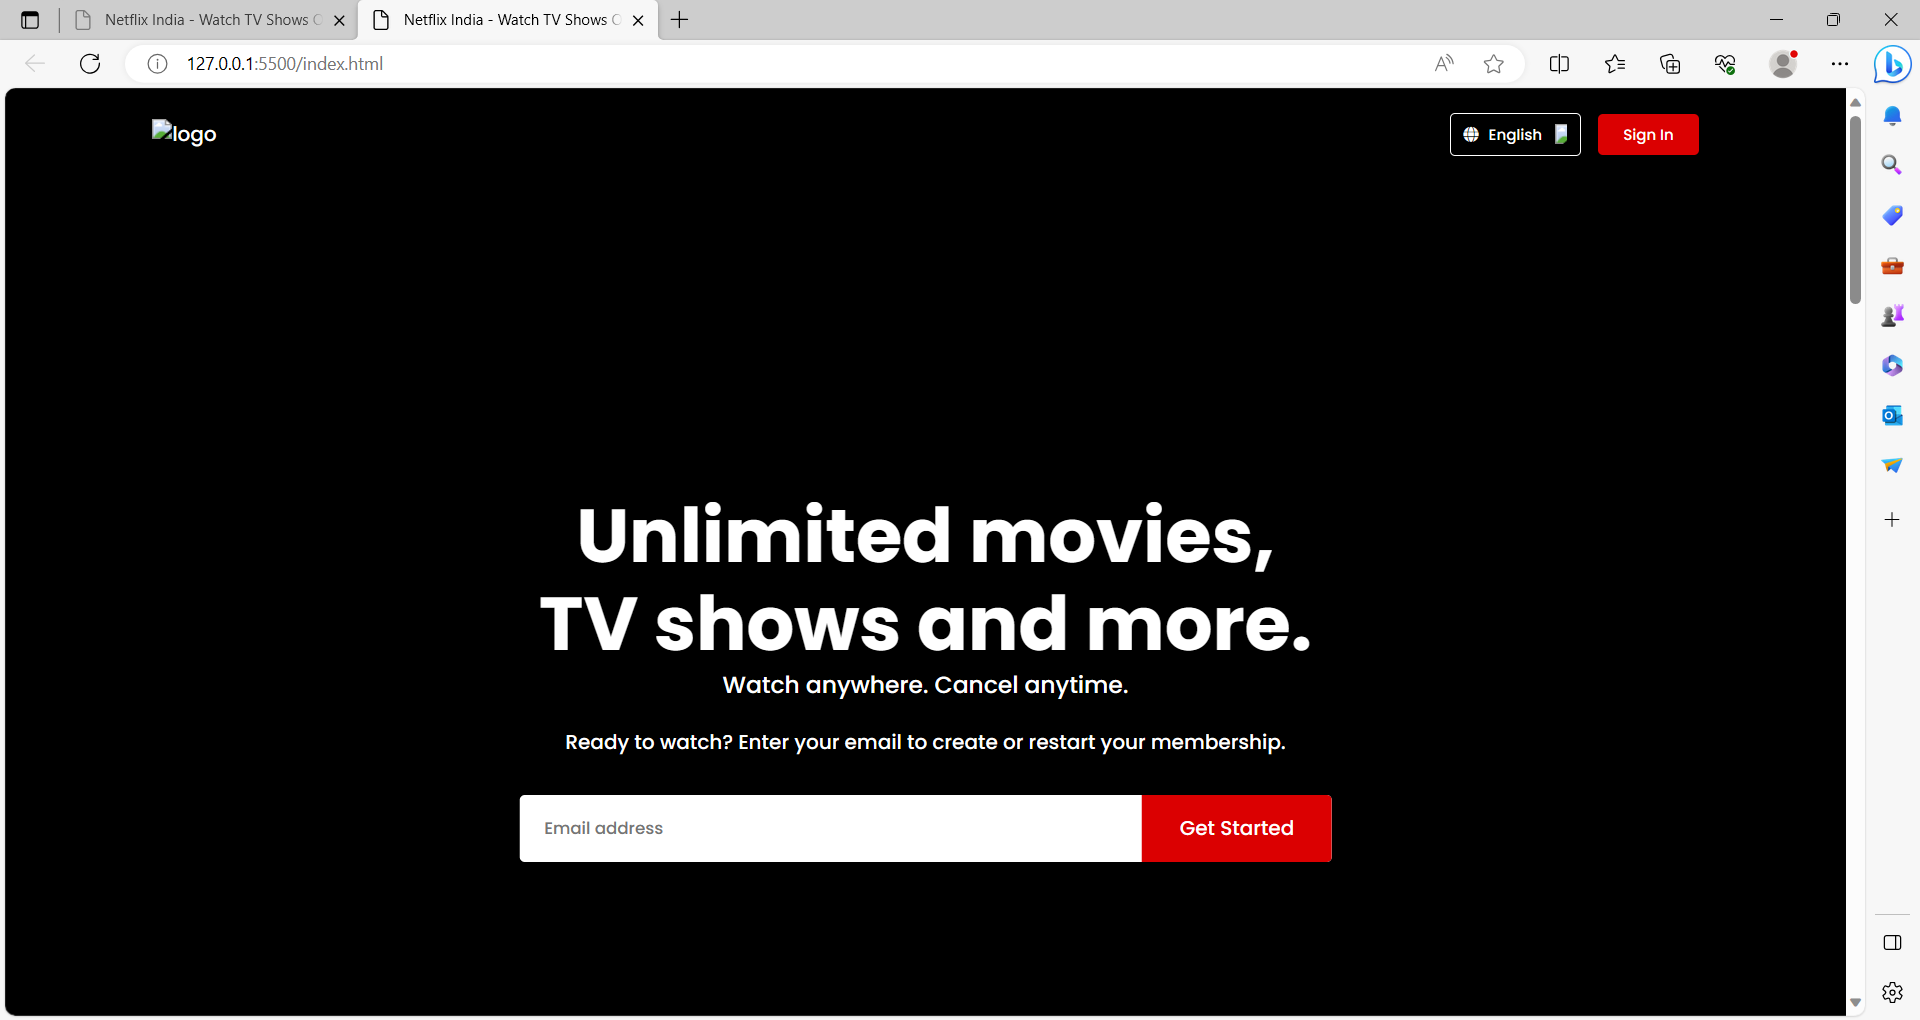 Netflix India - Watch TV Shows O
Netflix India - Watch TV Shows O
127.0.0.1:5500/index.html
logo
English
Sign In
Unlimited movies,
TV shows and more.
Watch anywhere. Cancel anytime.
Ready to watch? Enter your email to create or restart your membership.
Email address
Get Started